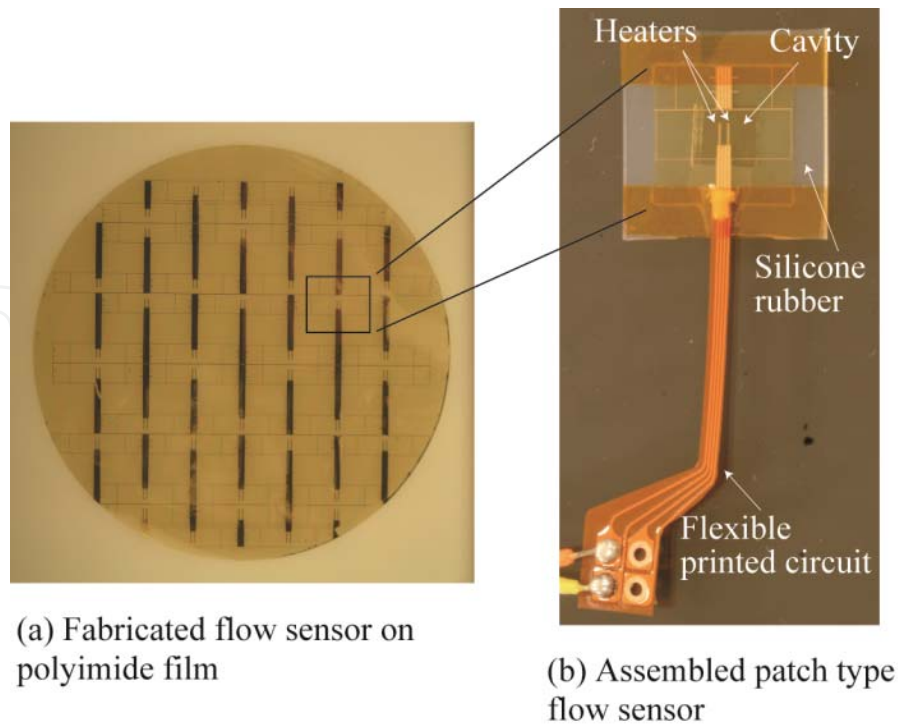 Heaters
Cavity
Silicone
rubber
Flexible
printed circuit
(a) Fabricated flow sensor on
polyimide film
(b) Assembled patch type
flow sensor